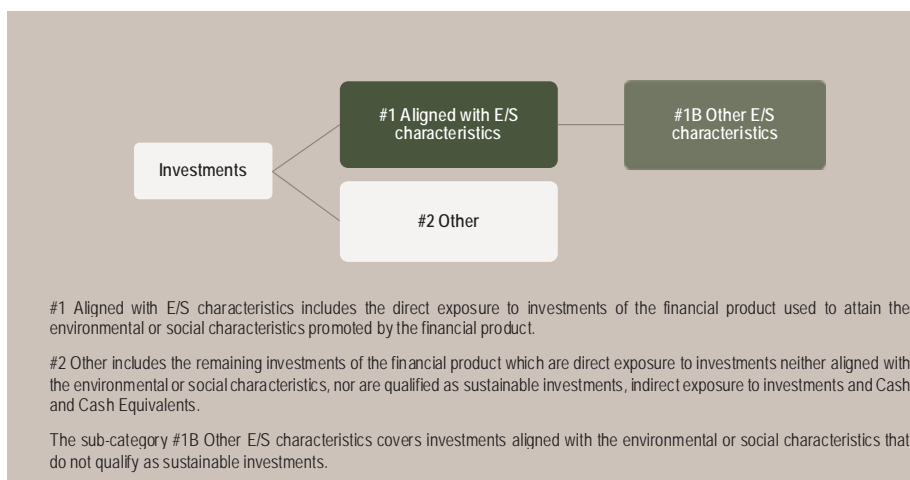 #1 Aligned with E/S
characteristics
#1B Other E/S
characteristics
Investments
#2 Other
#1 Aligned with E/S characteristics includes the direct exposure to investments of the financial product used to attain the
environmental or social characteristics promoted by the financial product.
#2 Other includes the remaining investments of the financial product which are direct exposure to investments neither aligned with
the environmental or social characteristics, nor are qualified as sustainable investments, indirect exposure to investments and Cash
and Cash Equivalents.
The sub-category #1B Other E/S characteristics covers investments aligned with the environmental or social characteristics that
do not qualify as sustainable investments.